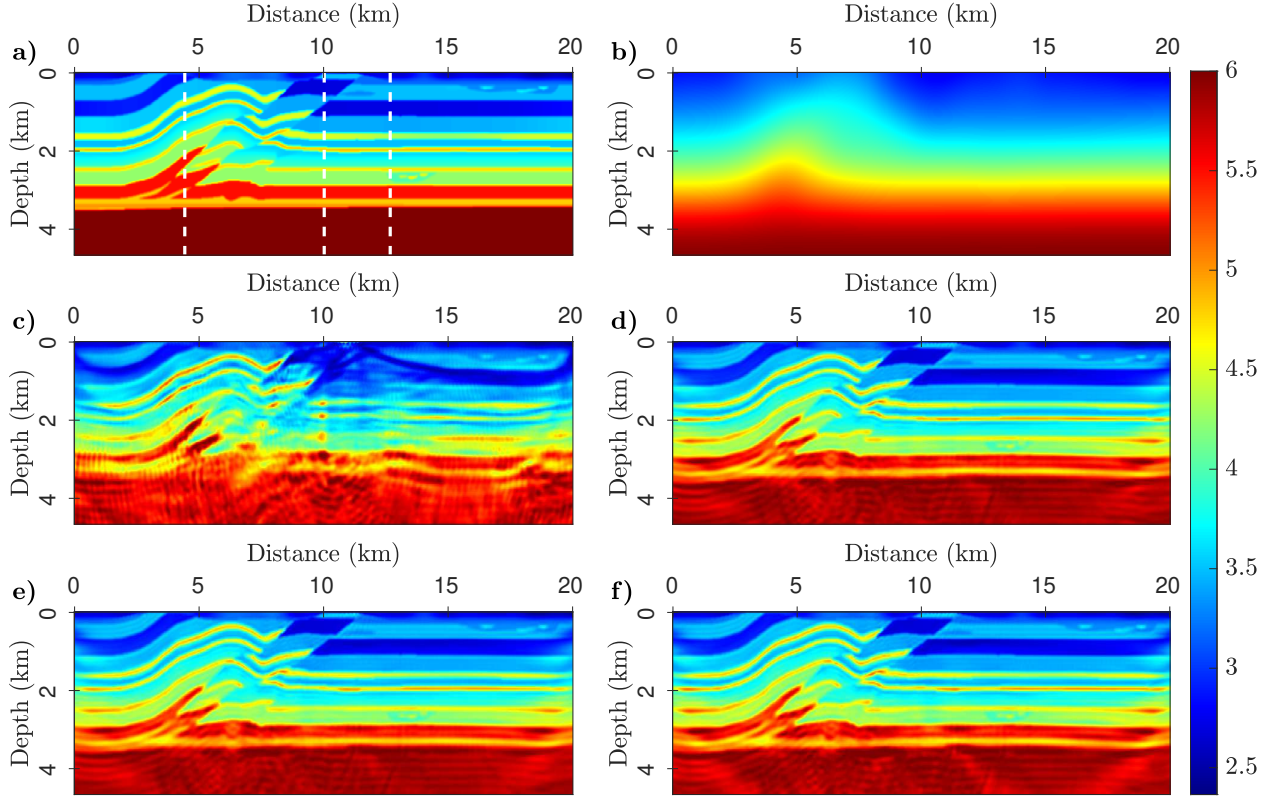 Distance (km) Distance (km)
a) 0 5 10 15 20 b) 0 5 10 15 20
0 2 4 Depth (km) 0 2 4 Depth (km)
Distance (km) Distance (km)
c) 0 5 10 15 20 d) 0 5 10 15 20
0 2 4 Depth (km) 0 2 4 Depth (km)
Distance (km) Distance (km)
e) 0 5 10 15 20 f) 0 5 10 15 20
0 2 4 Depth (km) 0 2 4 Depth (km)
6
5.5
5
4.5
4
3.5
3
2.5